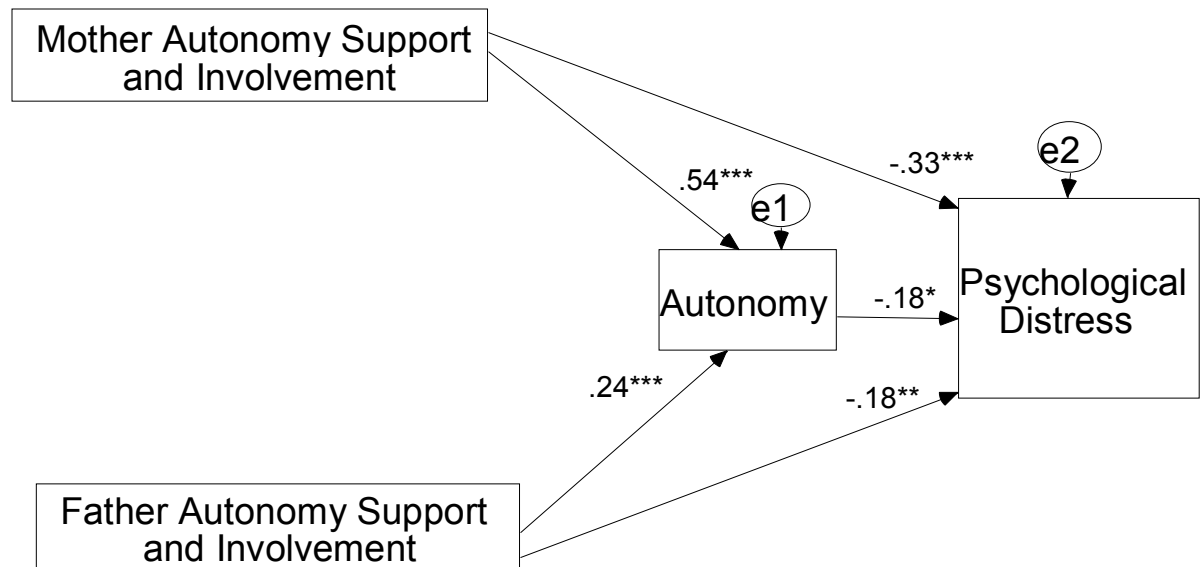 Mother Autonomy Support
and Involvement
-.33***
e2
.54***
e1
Autonomy
-.18*
Psychological
Distress
.24***
-.18**
Father Autonomy Support
and Involvement